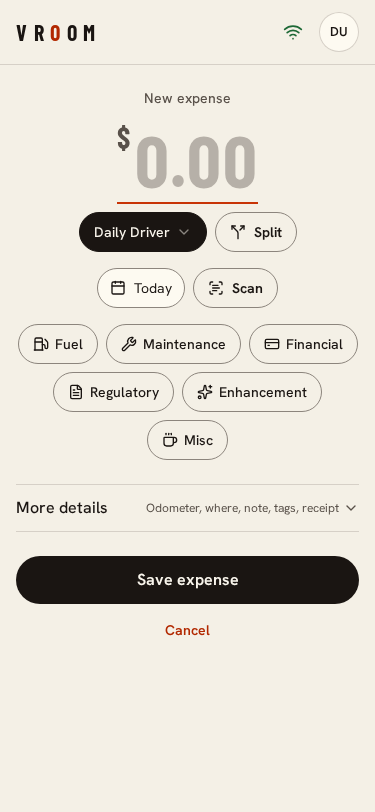 VROOM
DU
New expense
$0.00
Daily Driver Split
Today Scan
Fuel Maintenance Financial
Regulatory Enhancement
Misc
More details Odometer, where, note, tags, receipt
Save expense
Cancel